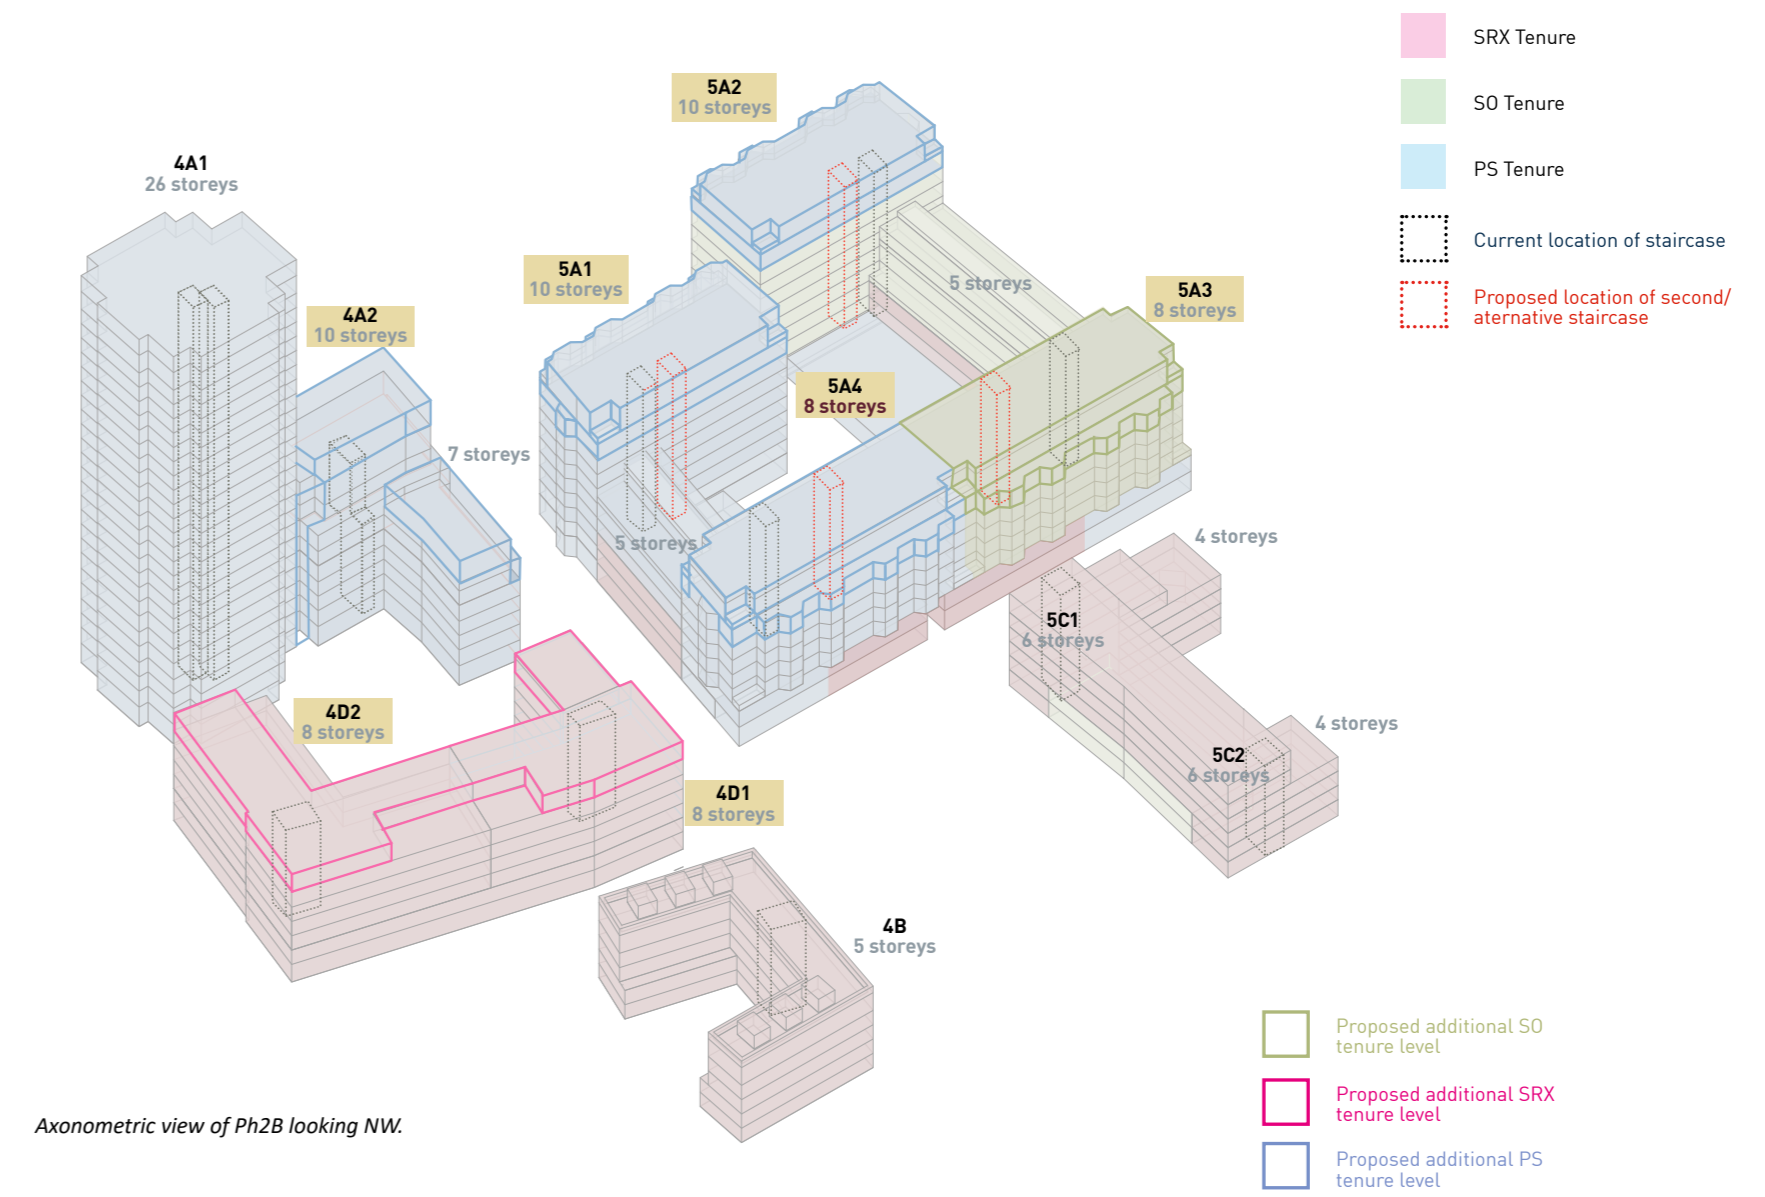 SRX Tenure
SO Tenure
PS Tenure
Current location of staircase
Proposed location of second/
aternative staircase
5A2
10 storeys
4A1
26 storeys
5A1
10 storeys
5 storeys
5A3
8 storeys
4A2
10 storeys
5A4
8 storeys
7 storeys
5 storeys
4 storeys
5C1
6 storeys
4D2
8 storeys
4 storeys
5C2
6 storeys
4D1
8 storeys
4B
5 storeys
Proposed additional SO
tenure level
Proposed additional SRX
tenure level
Proposed additional PS
tenure level
Axonometric view of Ph2B looking NW.